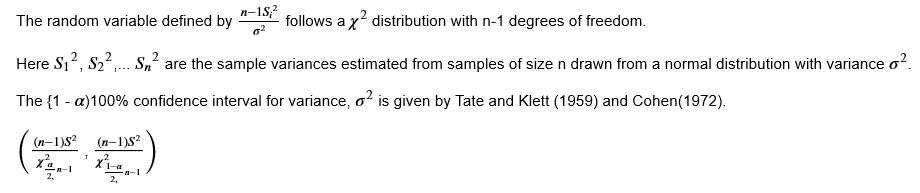 The random variable defined by \frac{n-1S_i^2}{\sigma^2} follows a \chi^2 distribution with n-1 degrees of freedom.
Here S_1^2, S_2^2,... S_n^2 are the sample variances estimated from samples of size n drawn from a normal distribution with variance \sigma^2.
The {1 - α)100% confidence interval for variance, \sigma^2 is given by Tate and Klett (1959) and Cohen(1972).
\left( \frac{(n-1)S^2}{\chi^2_{\frac{\alpha}{2,}n-1}}, \frac{(n-1)S^2}{\chi^2_{\frac{1-\alpha}{2,}n-1}} \right)